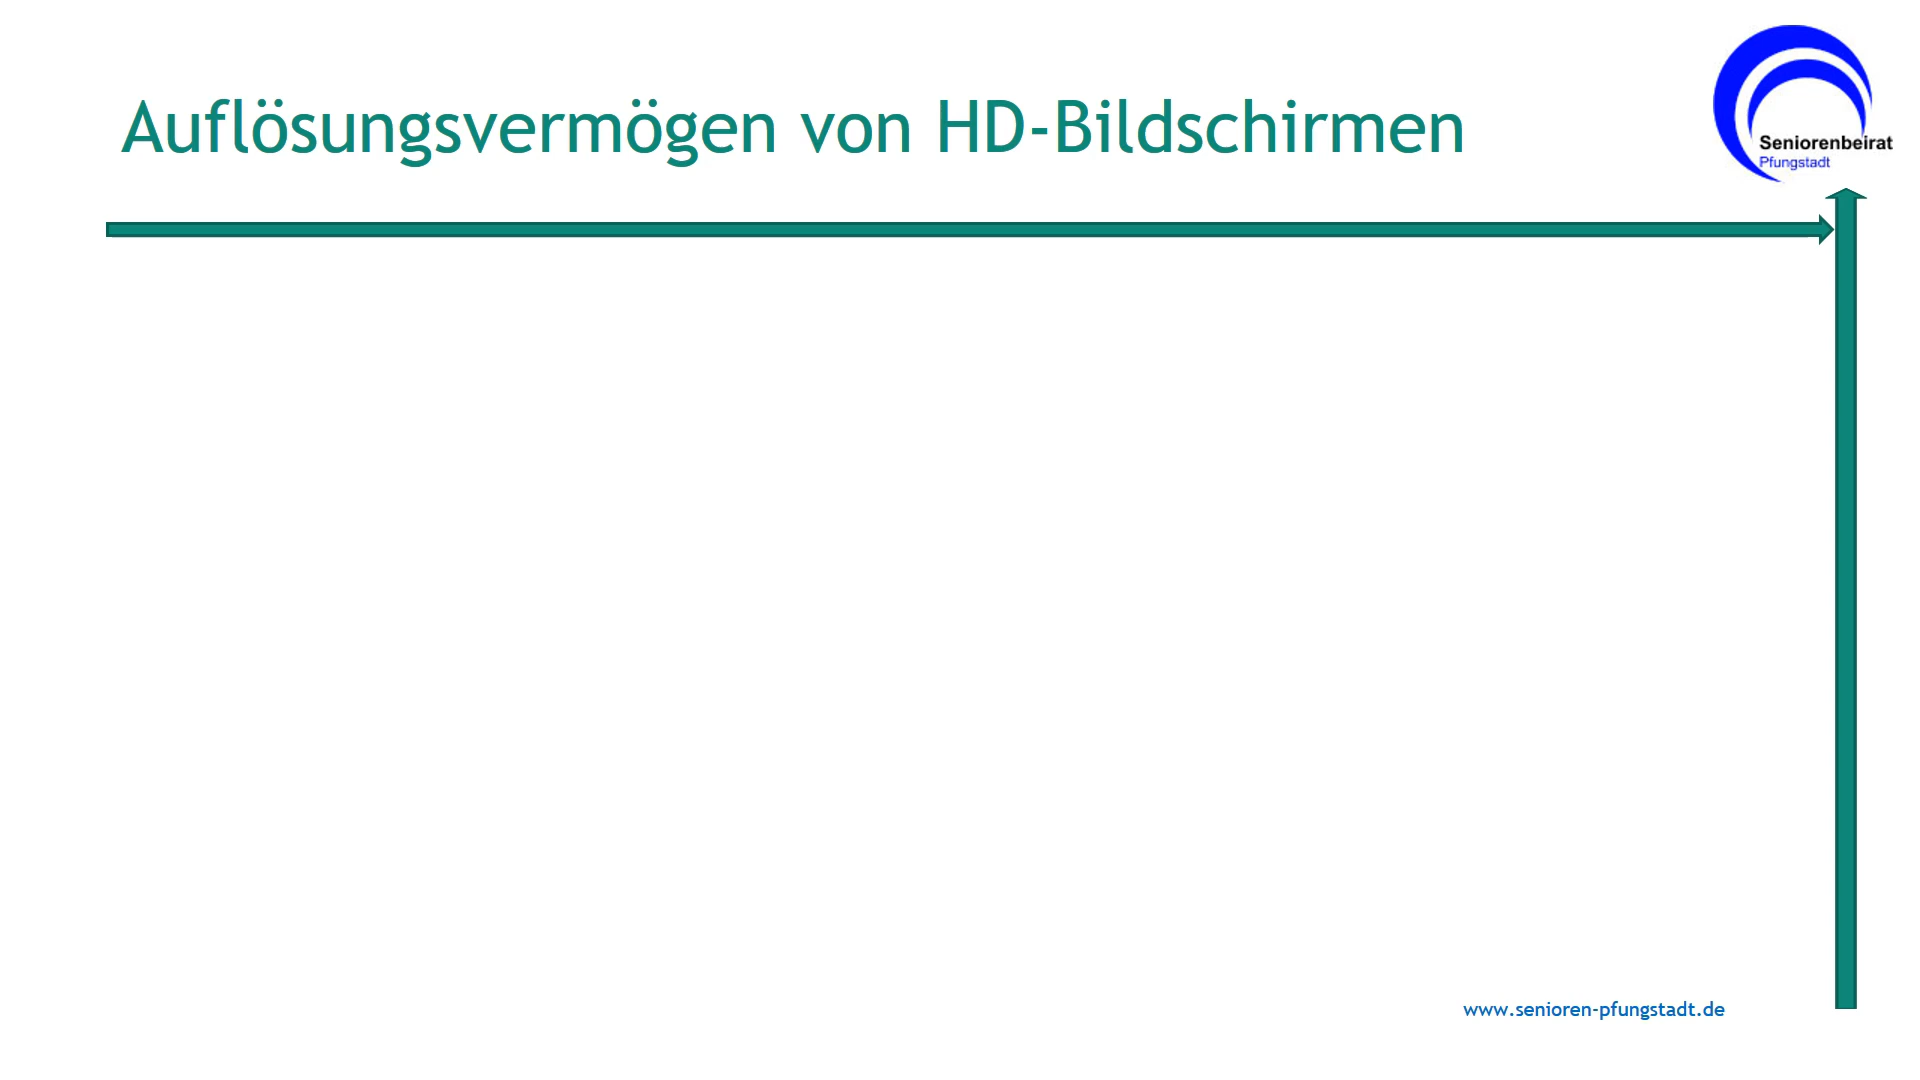 Auflösungsvermögen von HD-Bildschirmen
Seniorenbeirat
Pfungstadt
www.senioren-pfungstadt.de